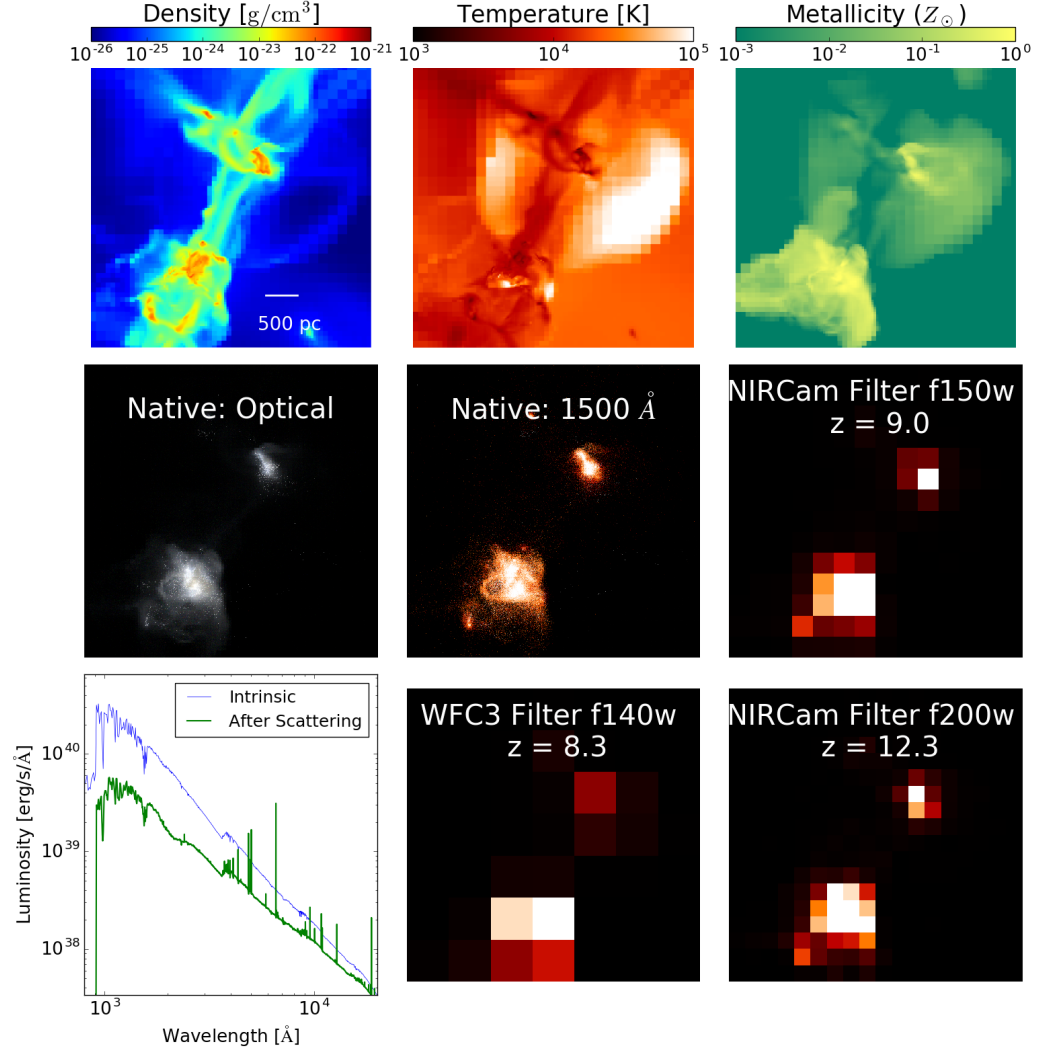 Density [g/cm³]
10⁻²⁶ 10⁻²⁵ 10⁻²⁴ 10⁻²³ 10⁻²² 10⁻²¹
Temperature [K]
10³ 10⁴ 10⁵
Metallicity (Z☉)
10⁻³ 10⁻² 10⁻¹ 10⁰
500 pc
Native: Optical
Native: 1500 Å
NIRCam Filter f150w
z = 9.0
Intrinsic
After Scattering
10⁴⁰
10³⁹
10³⁸
Luminosity [erg/s/Å]
10³ 10⁴
Wavelength [Å]
WFC3 Filter f140w
z = 8.3
NIRCam Filter f200w
z = 12.3